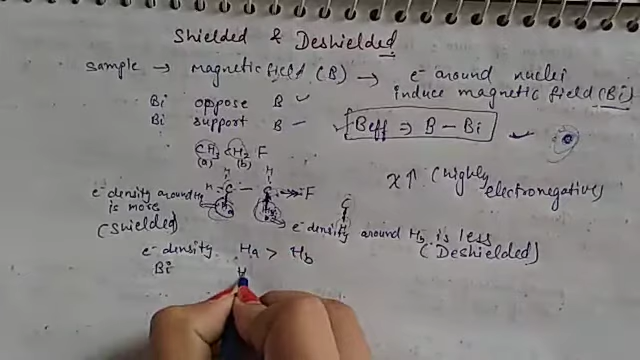 Shielded & Deshielded
Sample → Magnetic field (B) → e⁻ around nuclei
induce magnetic field (Bi)
Bi oppose B ✓
Bi support B –
Beff ⇒ B – Bi
CH₃ CH₂ F
(a) (b)
X↑ (highly
electronegative)
H H
H – C – C → F
C
e⁻ density around Ha
is more
(Shielded)
e⁻ density around Hb is less
(Deshielded)
e⁻ density Ha > Hb
Bi H